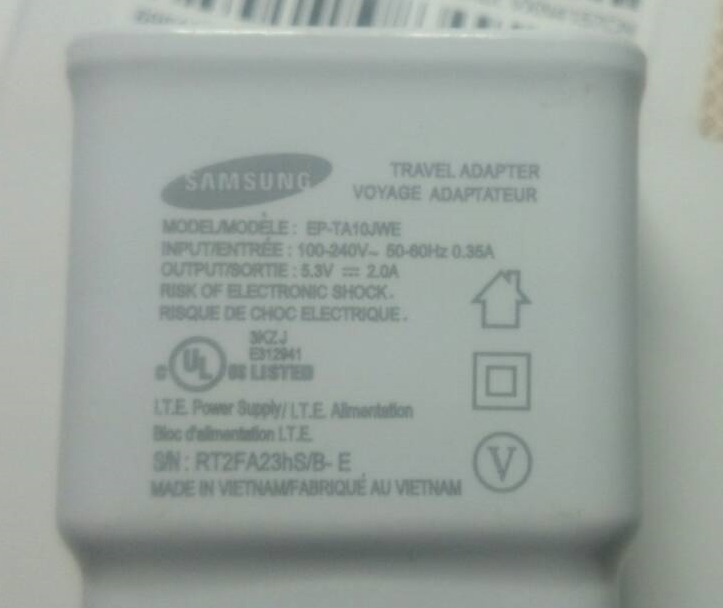 SAMSUNG
TRAVEL ADAPTER
VOYAGE ADAPTATEUR
MODEL/MODÈLE : EP-TA10JWE
INPUT/ENTRÉE : 100-240V~ 50-60Hz 0.35A
OUTPUT/SORTIE : 5.3V ⎓ 2.0A
RISK OF ELECTRONIC SHOCK.
RISQUE DE CHOC ELECTRIQUE.
3KZJ
E312941
c UL US LISTED
I.T.E. Power Supply/ I.T.E. Alimentation
Bloc d'alimentation I.T.E.
S/N : RT2FA23hS/B- E
MADE IN VIETNAM/FABRIQUÉ AU VIETNAM
V